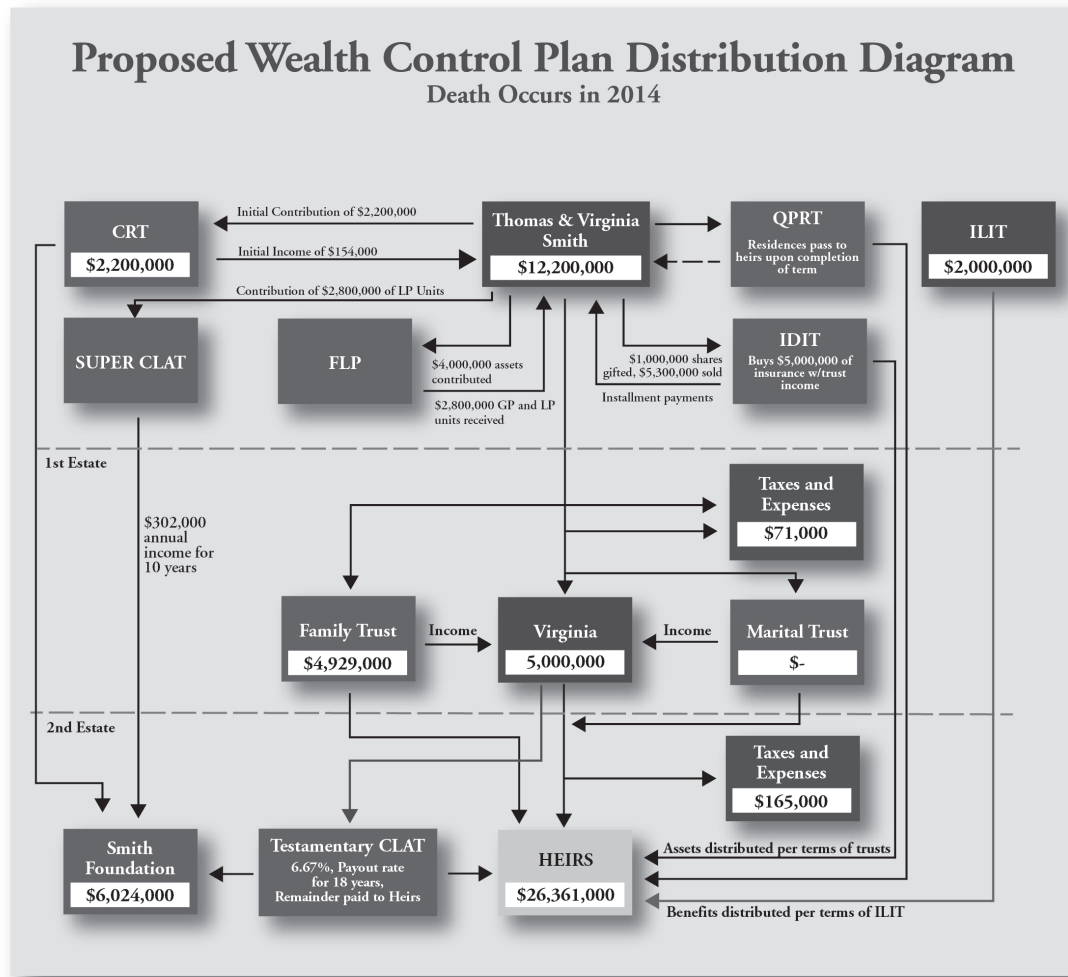 Proposed Wealth Control Plan Distribution Diagram
Death Occurs in 2014
CRT
$2,200,000
Initial Contribution of $2,200,000
Initial Income of $154,000
Thomas & Virginia
Smith
$12,200,000
QPRT
Residences pass to
heirs upon completion
of term
ILIT
$2,000,000
Contribution of $2,800,000 of LP Units
SUPER CLAT
FLP
$4,000,000 assets
contributed
$2,800,000 GP and LP
units received
$1,000,000 shares
gifted, $5,300,000 sold
Installment payments
IDIT
Buys $5,000,000 of
insurance w/trust
income
1st Estate
$302,000
annual
income for
10 years
Taxes and
Expenses
$71,000
Family Trust
$4,929,000
Income
Virginia
5,000,000
Income
Marital Trust
$-
2nd Estate
Taxes and
Expenses
$165,000
Smith
Foundation
$6,024,000
Testamentary CLAT
6.67%, Payout rate
for 18 years,
Remainder paid to Heirs
HEIRS
$26,361,000
Assets distributed per terms of trusts
Benefits distributed per terms of ILIT